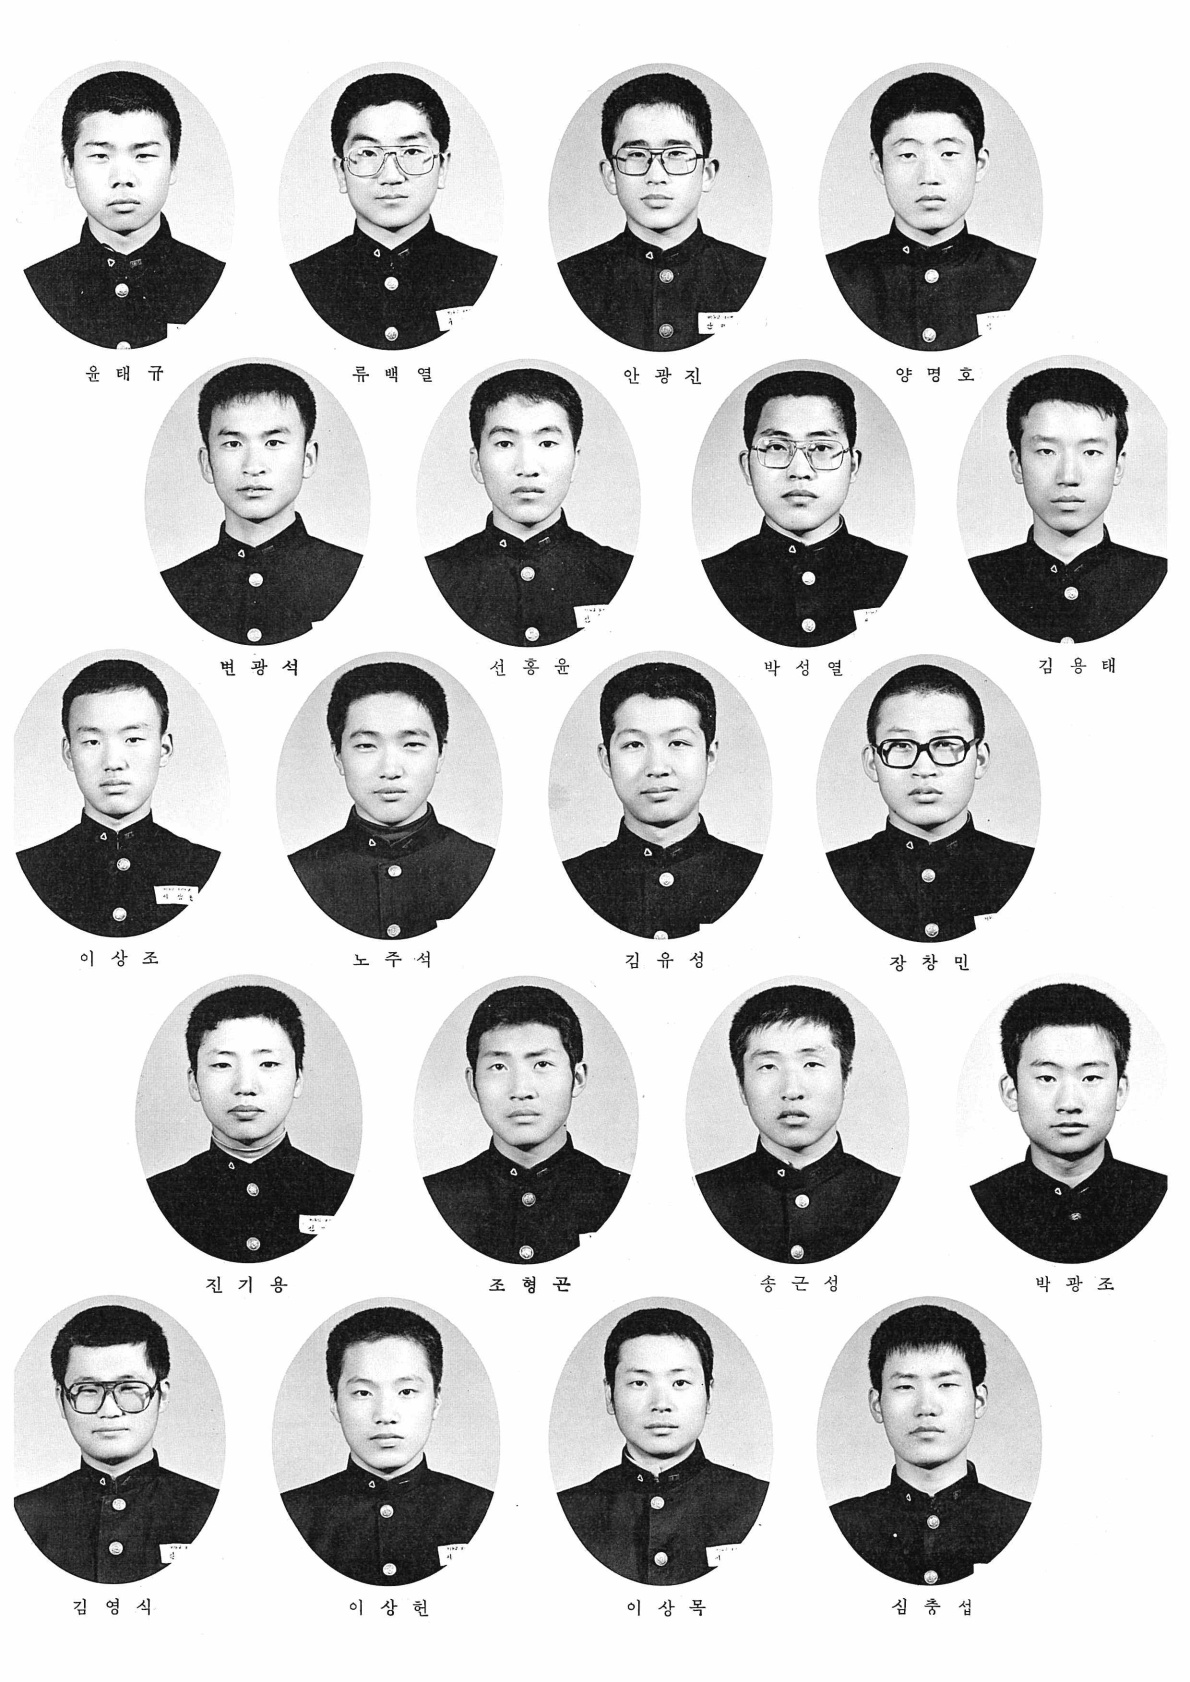 윤 태 규
류 백 열
안 광 진
양 명 호
변 광 석
선 홍 윤
박 성 열
김 용 태
이 상 조
노 주 석
김 유 성
장 창 민
진 기 용
조 형 곤
송 근 성
박 광 조
김 영 식
이 상 헌
이 상 목
심 충 섭